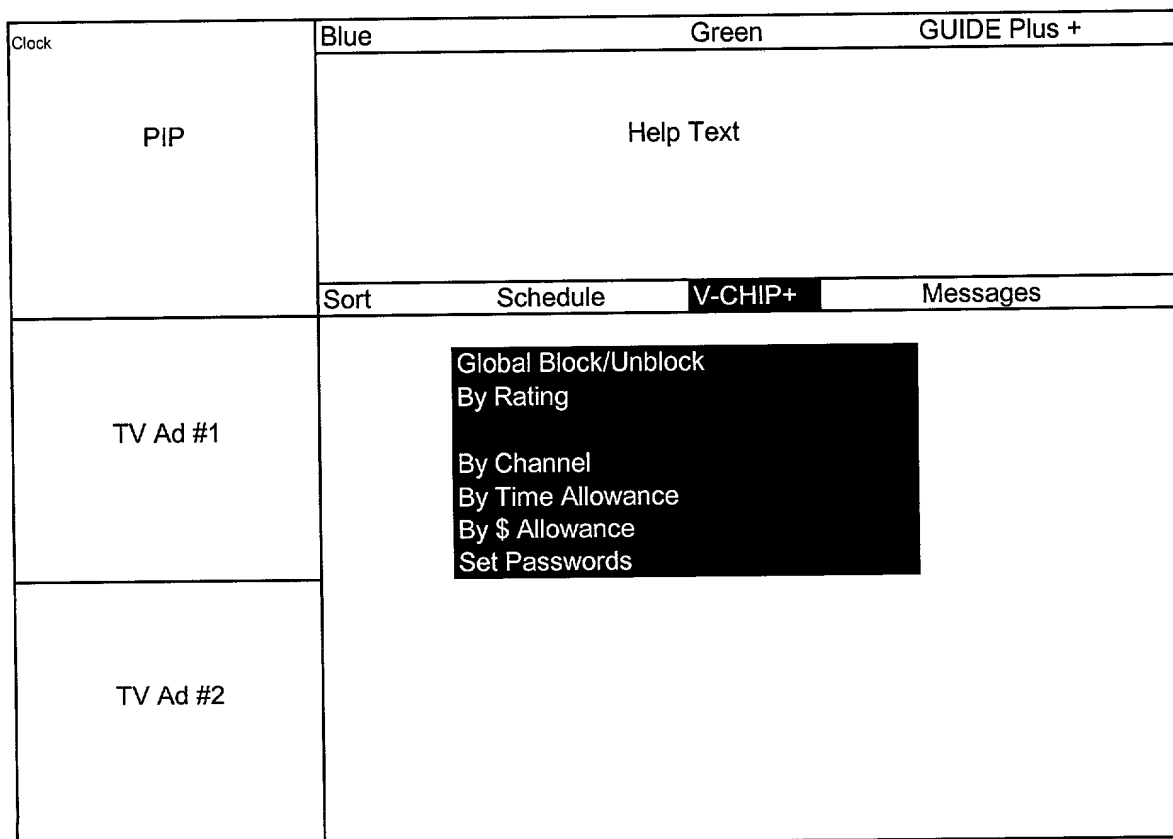 Clock
Blue Green GUIDE Plus +
PIP
Help Text
Sort Schedule V-CHIP+ Messages
TV Ad #1
Global Block/Unblock
By Rating
By Channel
By Time Allowance
By $ Allowance
Set Passwords
TV Ad #2